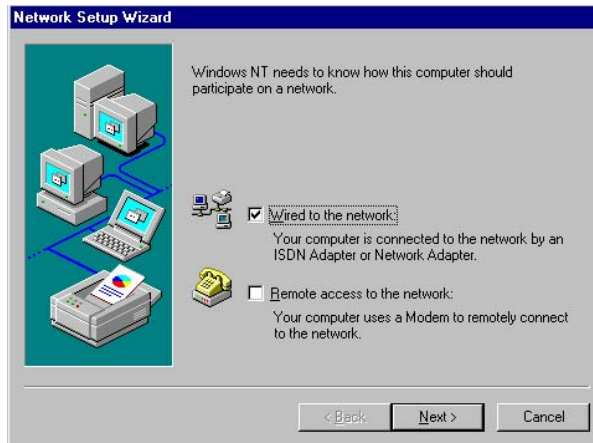 Network Setup Wizard
Windows NT needs to know how this computer should
participate on a network.
Wired to the network:
Your computer is connected to the network by an
ISDN Adapter or Network Adapter.
Remote access to the network:
Your computer uses a Modem to remotely connect
to the network.
< Back
Next >
Cancel